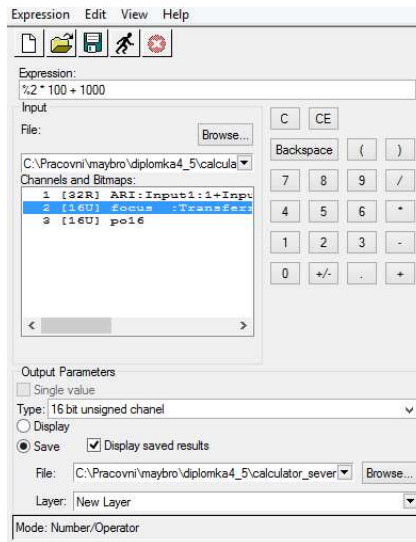 Expression Edit View Help
Expression:
%2 * 100 + 1000
Input
File:
Browse...
C:\Pracovni\maybro\diplomka4_5\calcula
Channels and Bitmaps:
1 [32R] ARI:Input1:1+Inpu
2 [16U] focus :Transfers
3 [16U] po16
C CE
Backspace ( )
7 8 9 /
4 5 6 *
1 2 3 -
0 +/- . +
Output Parameters
Single value
Type: 16 bit unsigned chanel
Display
Save Display saved results
File: C:\Pracovni\maybro\diplomka4_5\calculator_sever Browse...
Layer: New Layer
Mode: Number/Operator